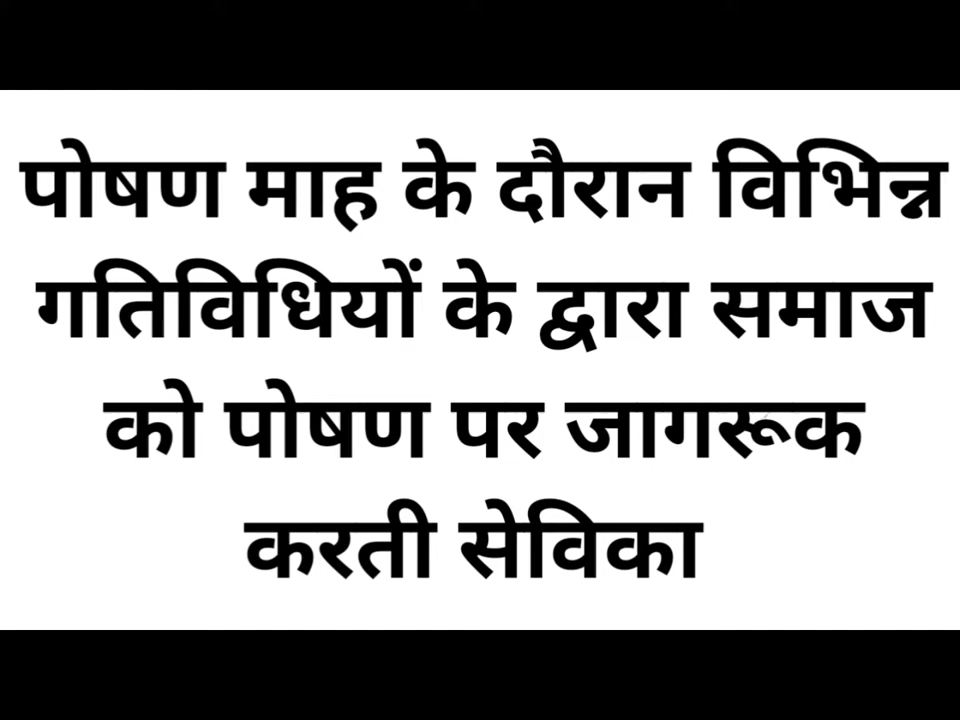 पोषण माह के दौरान विभिन्न
गतिविधियों के द्वारा समाज
को पोषण पर जागरूक
करती सेविका